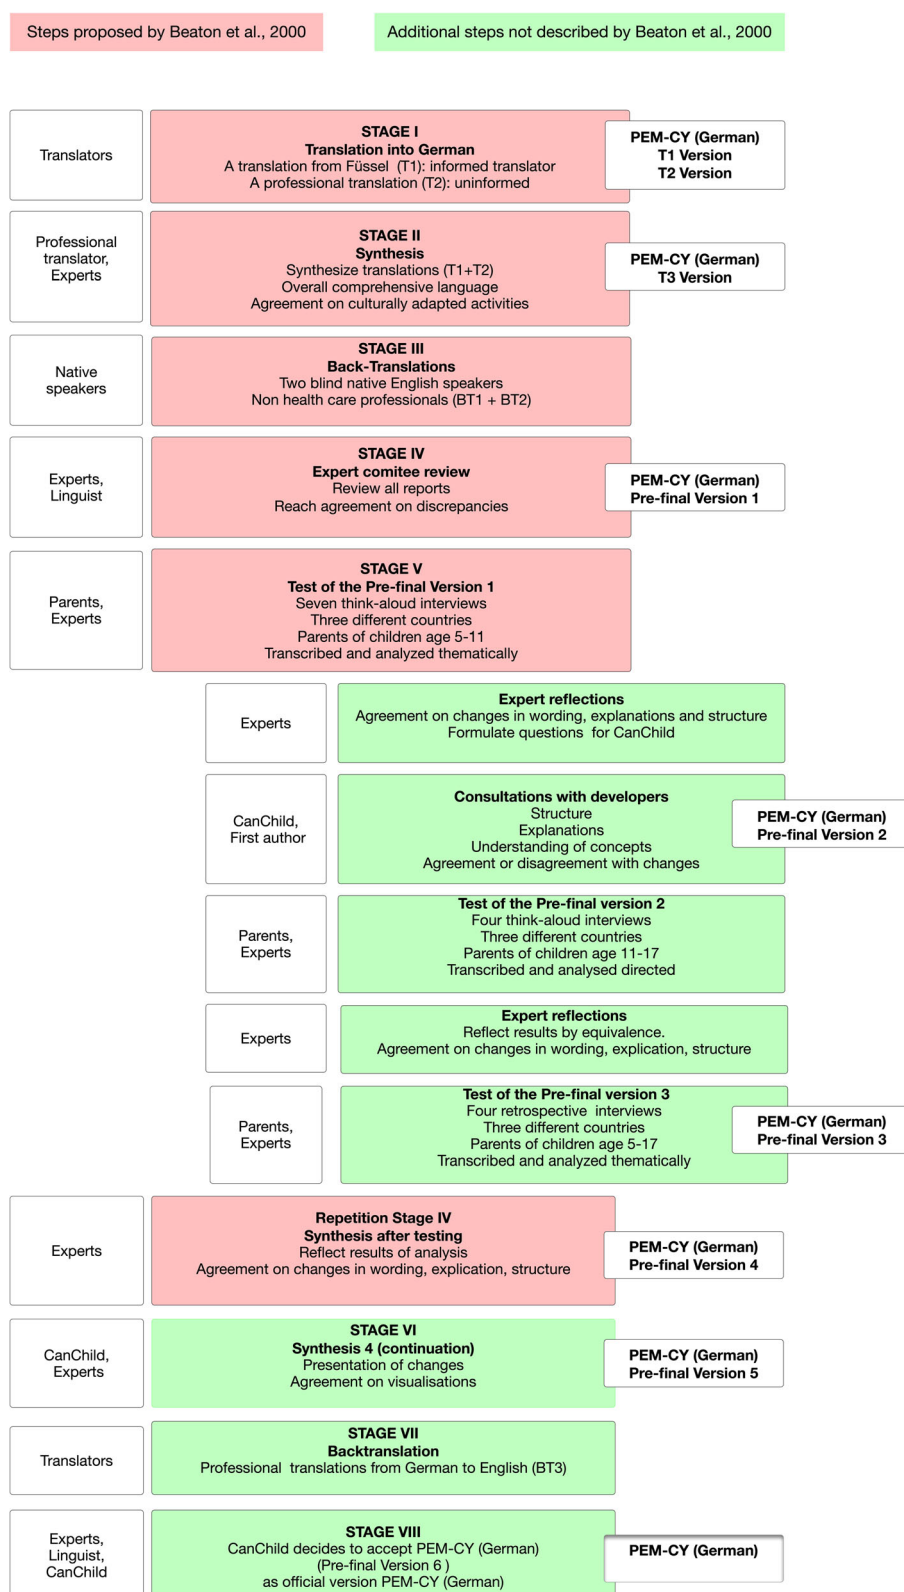 Steps proposed by Beaton et al., 2000
Additional steps not described by Beaton et al., 2000
Translators
STAGE I
Translation into German
A translation from Füssel (T1): informed translator
A professional translation (T2): uninformed
PEM-CY (German)
T1 Version
T2 Version
Professional
translator,
Experts
STAGE II
Synthesis
Synthesize translations (T1+T2)
Overall comprehensive language
Agreement on culturally adapted activities
PEM-CY (German)
T3 Version
Native
speakers
STAGE III
Back-Translations
Two blind native English speakers
Non health care professionals (BT1 + BT2)
Experts,
Linguist
STAGE IV
Expert comitee review
Review all reports
Reach agreement on discrepancies
PEM-CY (German)
Pre-final Version 1
Parents,
Experts
STAGE V
Test of the Pre-final Version 1
Seven think-aloud interviews
Three different countries
Parents of children age 5-11
Transcribed and analyzed thematically
Experts
Expert reflections
Agreement on changes in wording, explanations and structure
Formulate questions for CanChild
CanChild,
First author
Consultations with developers
Structure
Explanations
Understanding of concepts
Agreement or disagreement with changes
PEM-CY (German)
Pre-final Version 2
Parents,
Experts
Test of the Pre-final version 2
Four think-aloud interviews
Three different countries
Parents of children age 11-17
Transcribed and analysed directed
Experts
Expert reflections
Reflect results by equivalence.
Agreement on changes in wording, explication, structure
Parents,
Experts
Test of the Pre-final version 3
Four retrospective interviews
Three different countries
Parents of children age 5-17
Transcribed and analyzed thematically
PEM-CY (German)
Pre-final Version 3
Experts
Repetition Stage IV
Synthesis after testing
Reflect results of analysis
Agreement on changes in wording, explication, structure
PEM-CY (German)
Pre-final Version 4
CanChild,
Experts
STAGE VI
Synthesis 4 (continuation)
Presentation of changes
Agreement on visualisations
PEM-CY (German)
Pre-final Version 5
Translators
STAGE VII
Backtranslation
Professional translations from German to English (BT3)
Experts,
Linguist,
CanChild
STAGE VIII
CanChild decides to accept PEM-CY (German)
(Pre-final Version 6 )
as official version PEM-CY (German)
PEM-CY (German)